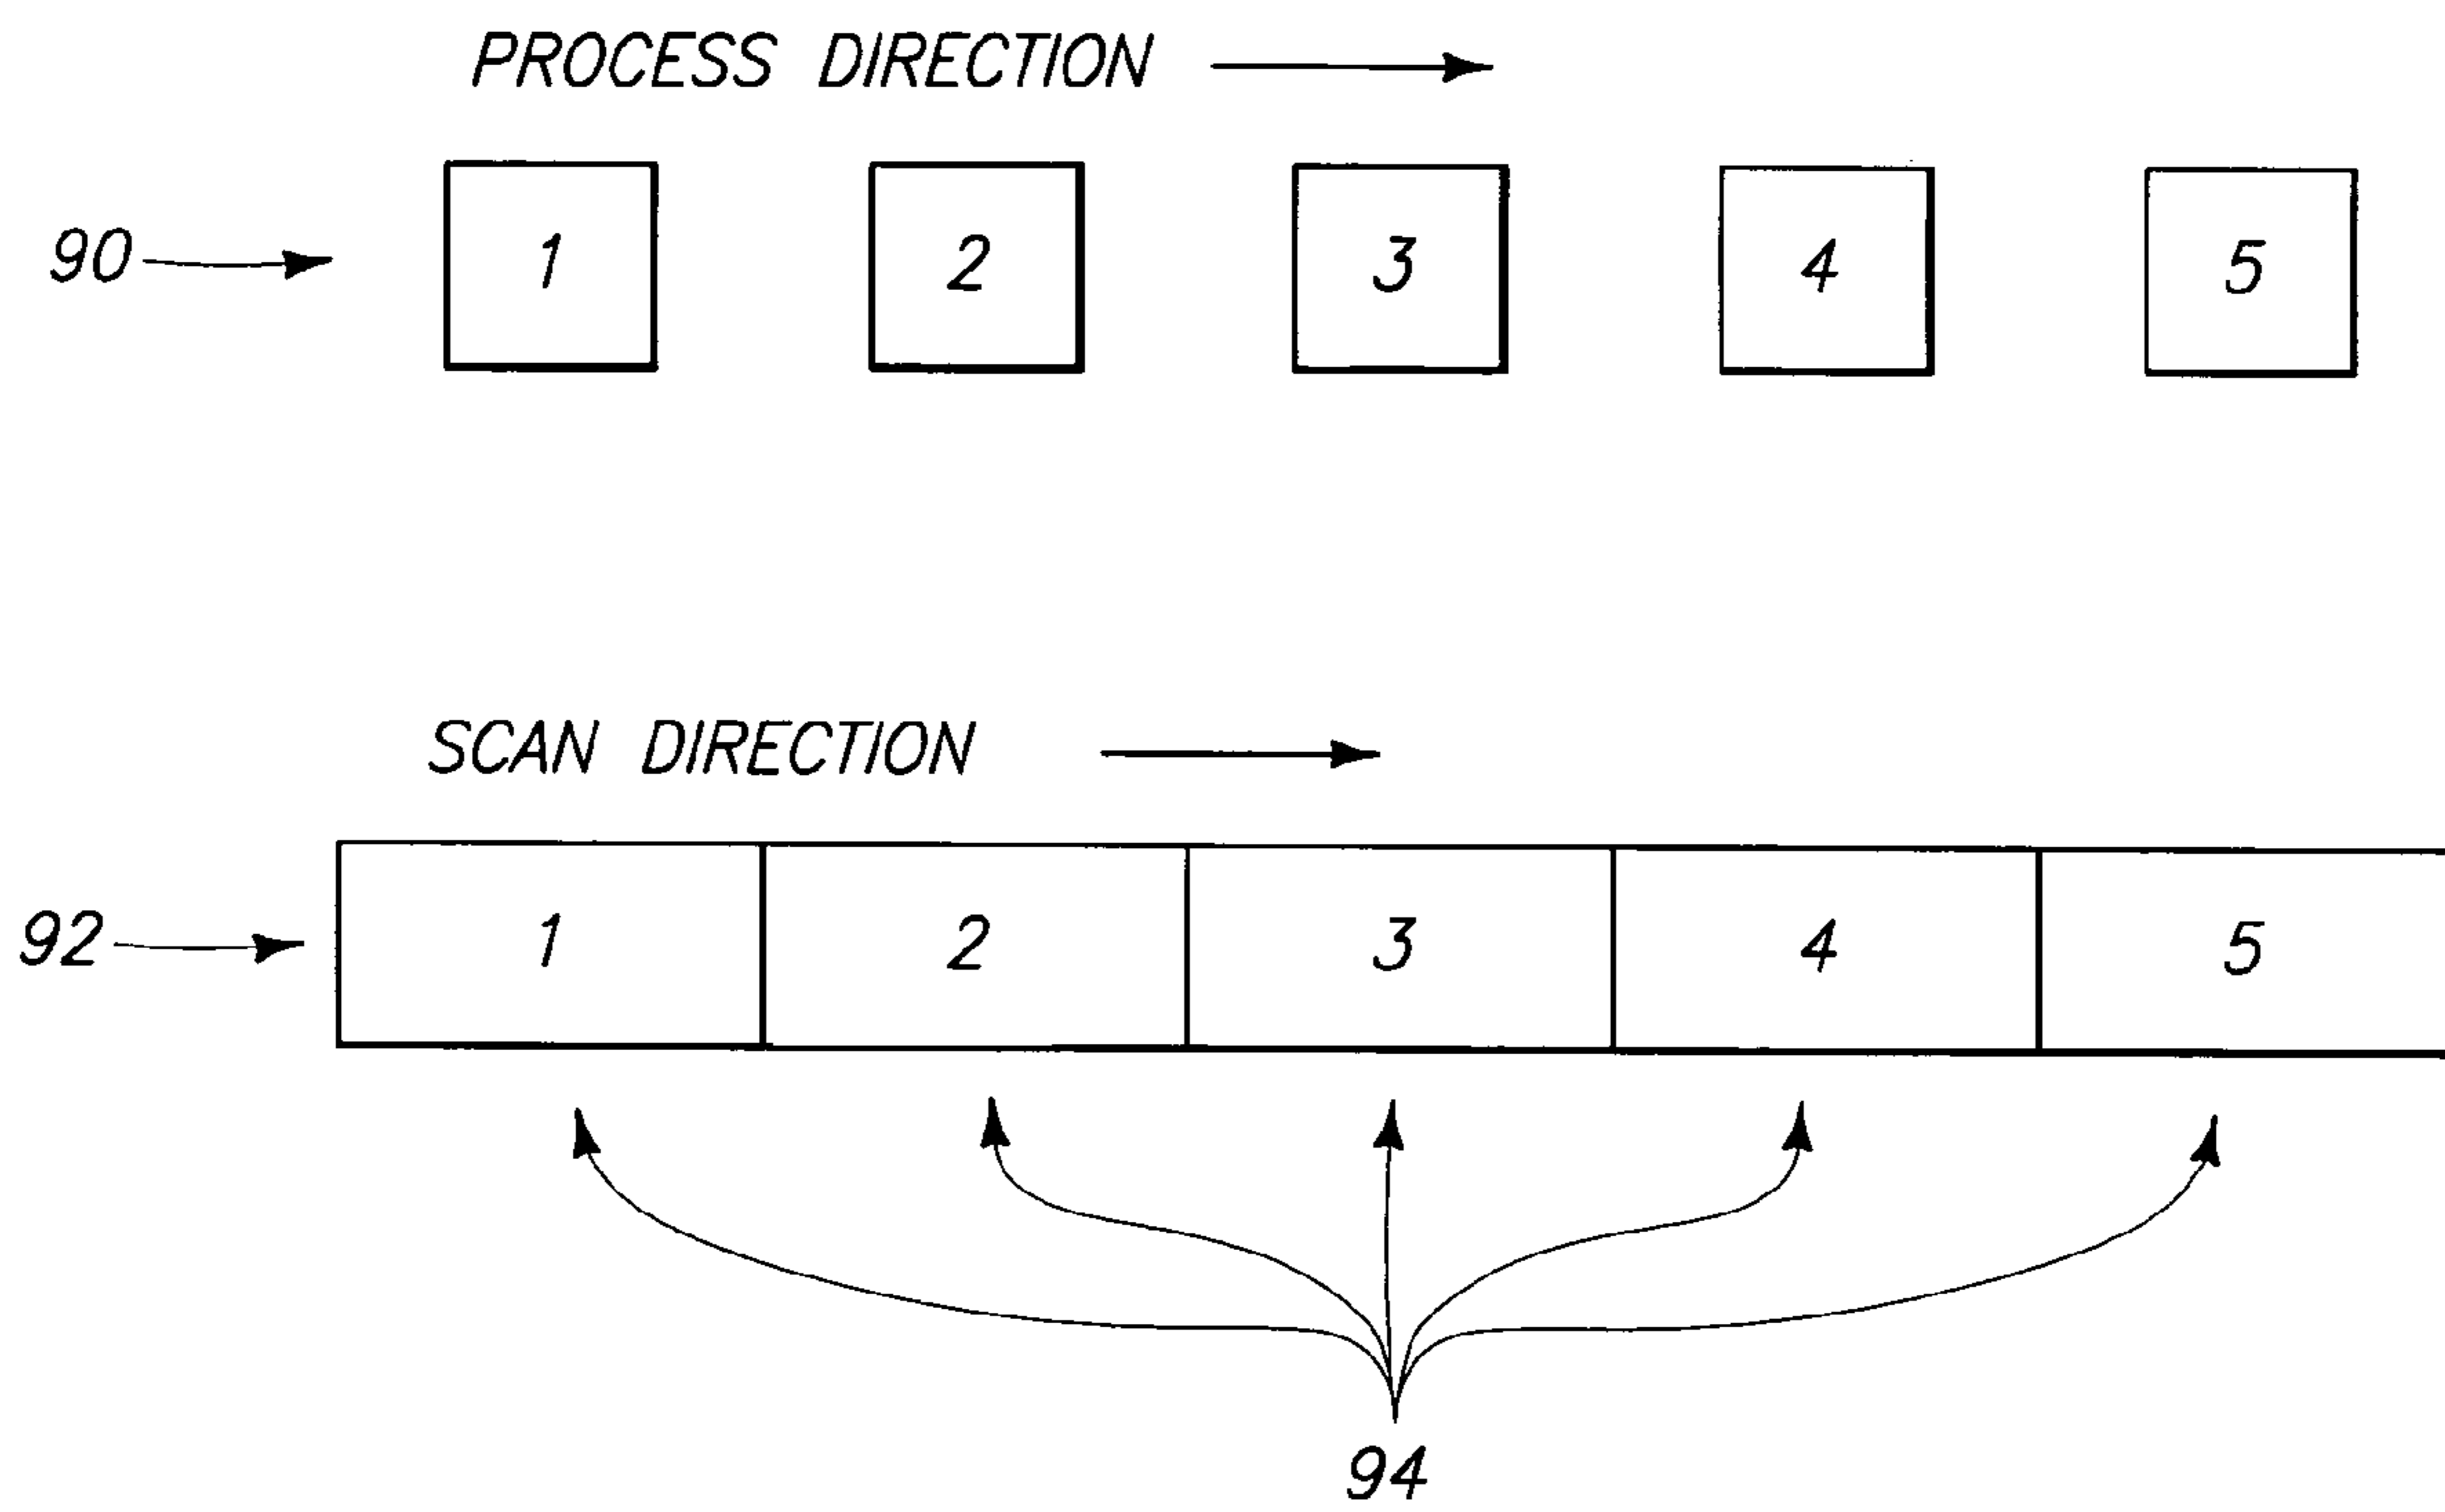 PROCESS DIRECTION
90 1 2 3 4 5
SCAN DIRECTION
92 1 2 3 4 5
94